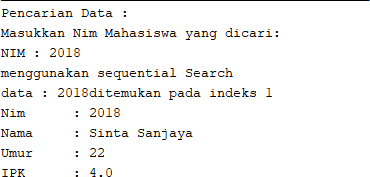 Pencarian Data :
Masukkan Nim Mahasiswa yang dicari:
NIM : 2018
menggunakan sequential Search
data : 2018ditemukan pada indeks 1
Nim      : 2018
Nama     : Sinta Sanjaya
Umur     : 22
IPK      : 4.0